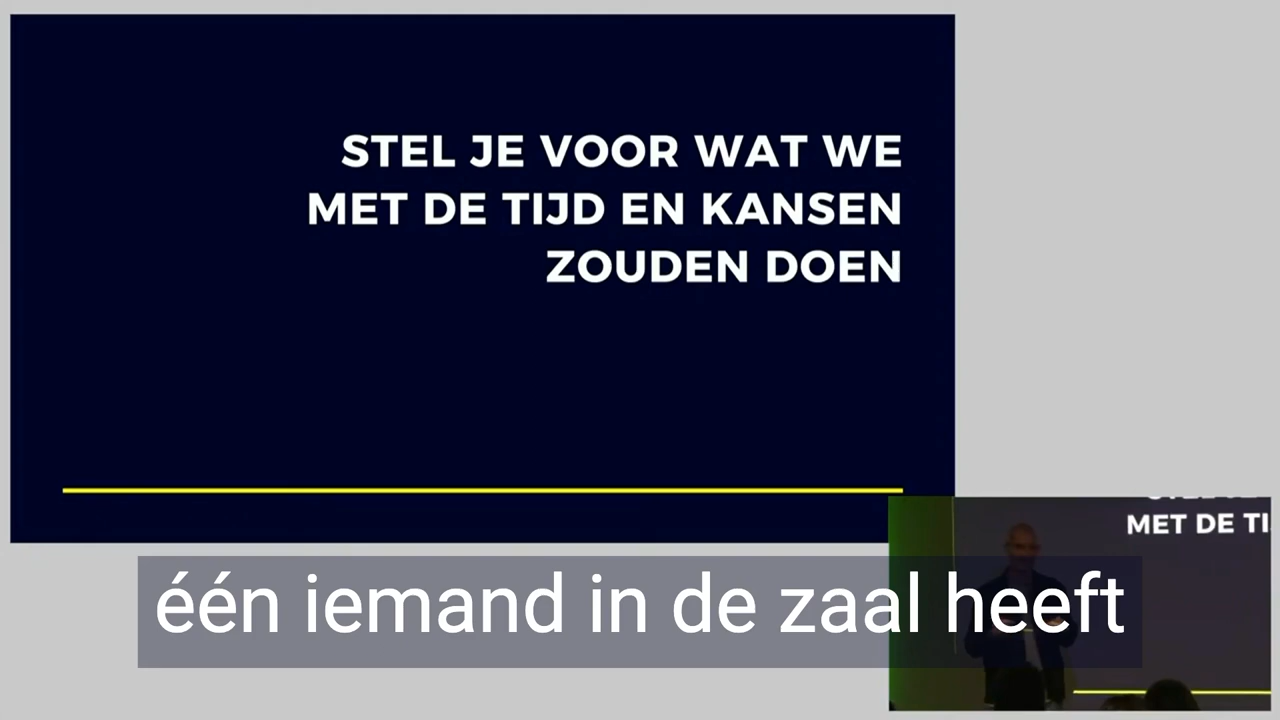 STEL JE VOOR WAT WE
MET DE TIJD EN KANSEN
ZOUDEN DOEN
MET DE TI
één iemand in de zaal heeft